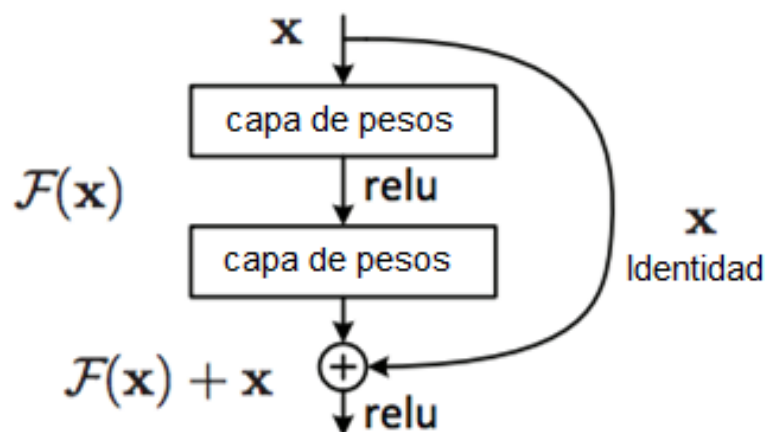 x
capa de pesos
relu
F(x)
x
Identidad
capa de pesos
F(x) + x
relu